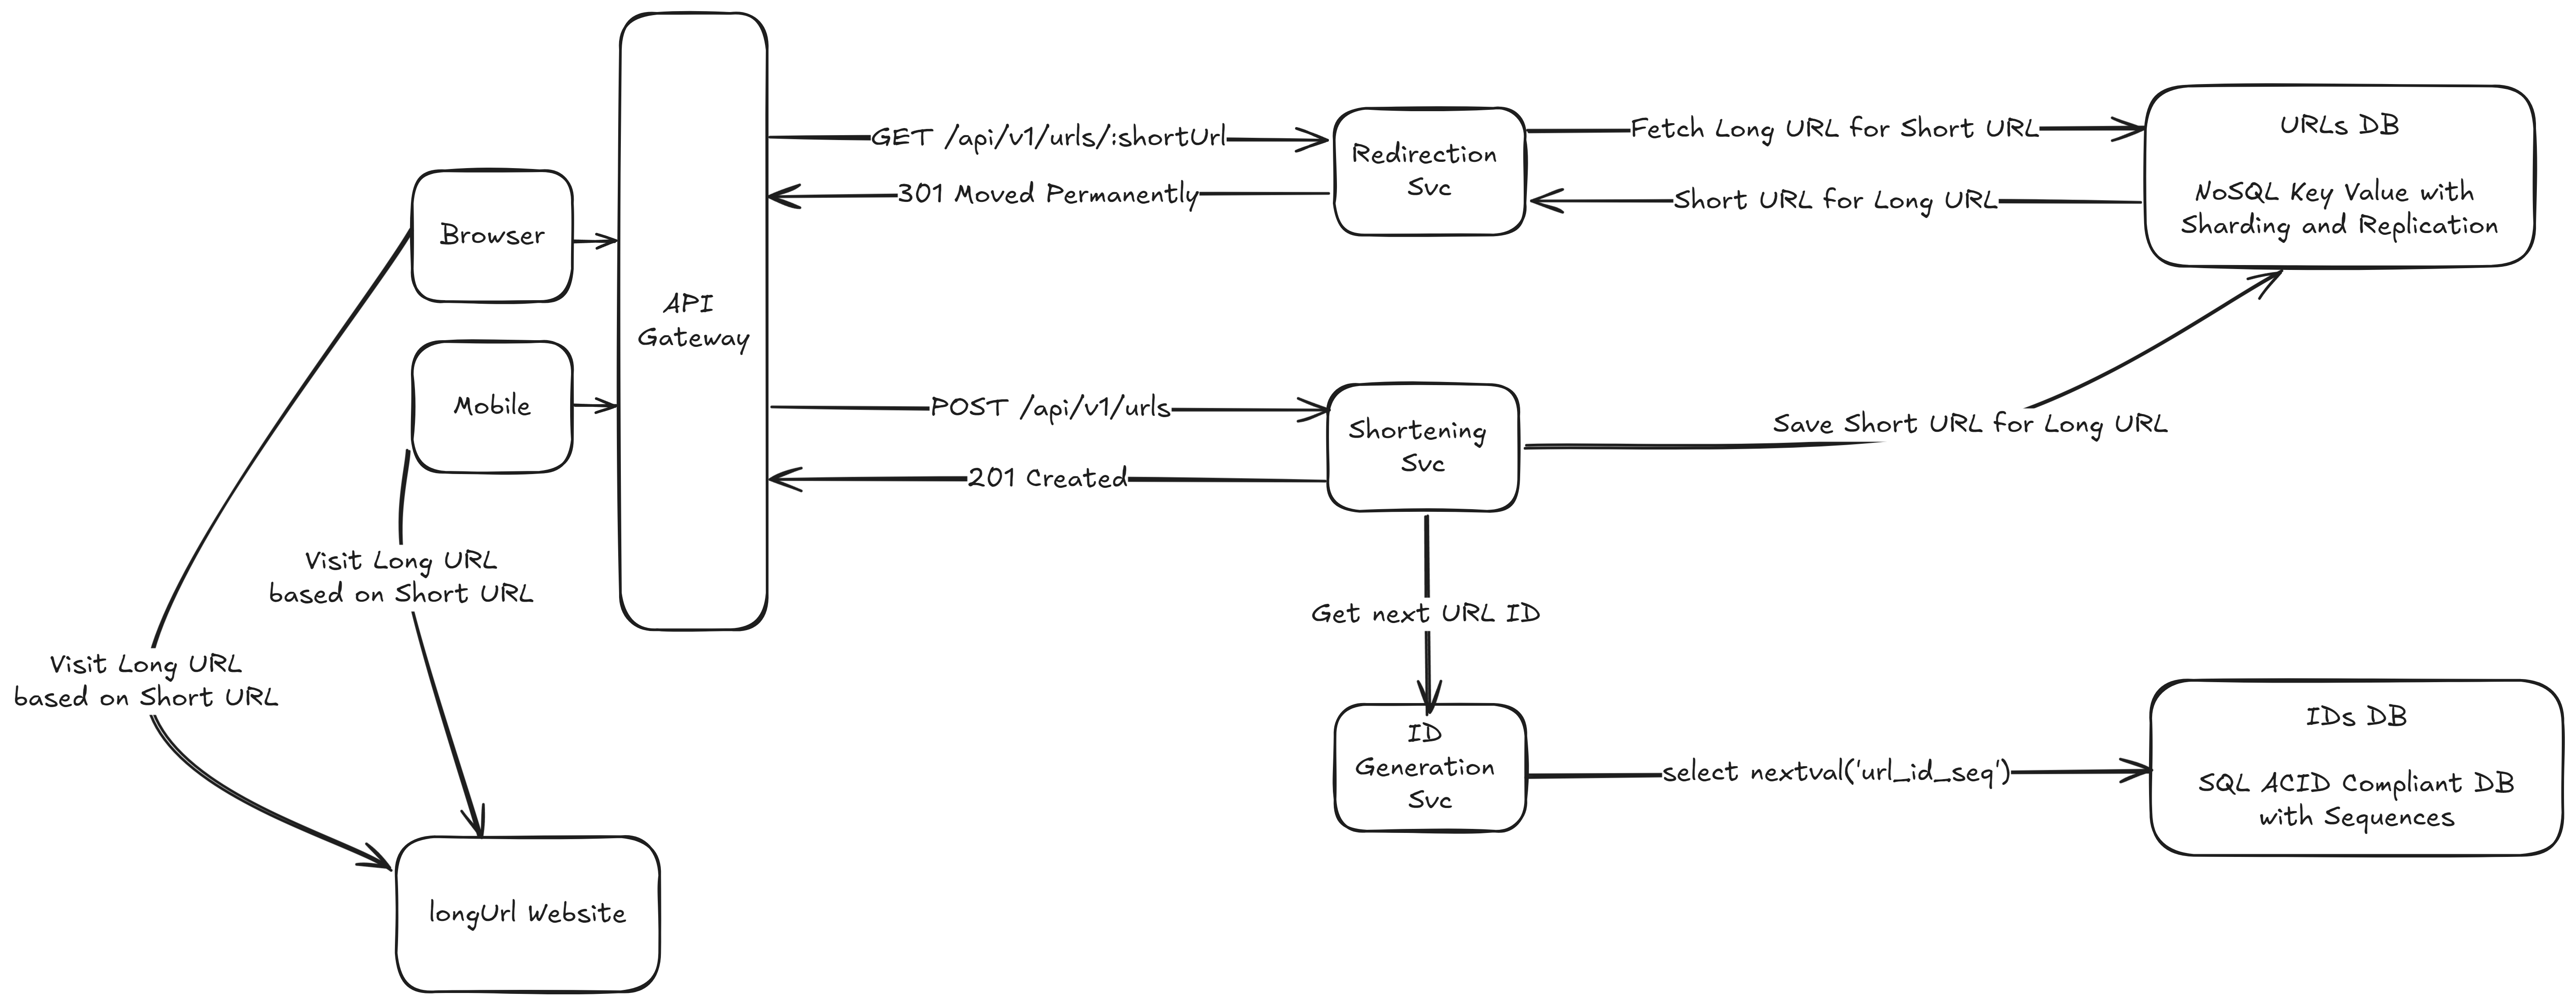 GET /api/v1/urls/:shortUrl
301 Moved Permanently
Redirection
Svc
Fetch Long URL for Short URL
Short URL for Long URL
URLs DB
NoSQL Key Value with
Sharding and Replication
Browser
Mobile
API
Gateway
POST /api/v1/urls
201 Created
Shortening
Svc
Save Short URL for Long URL
Visit Long URL
based on Short URL
Visit Long URL
based on Short URL
Get next URL ID
ID
Generation
Svc
select nextval('url_id_seq')
IDs DB
SQL ACID Compliant DB
with Sequences
longUrl Website